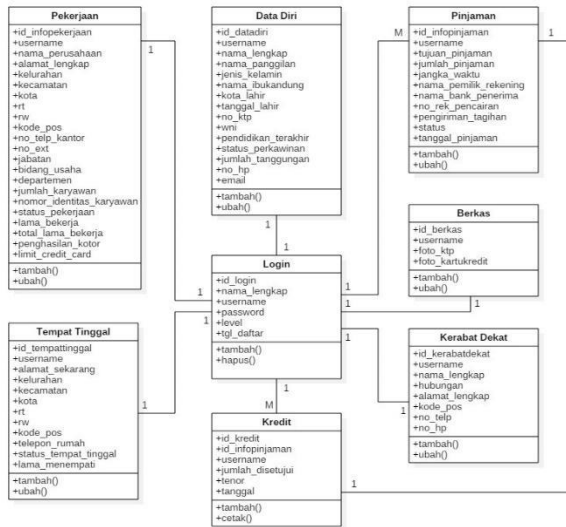 Pekerjaan
+id_infopekerjaan
+username
+nama_perusahaan
+alamat_lengkap
+kelurahan
+kecamatan
+kota
+rt
+rw
+kode_pos
+no_telp_kantor
+no_ext
+jabatan
+bidang_usaha
+departemen
+jumlah_karyawan
+nomor_identitas_karyawan
+status_pekerjaan
+lama_bekerja
+total_lama_bekerja
+penghasilan_kotor
+limit_credit_card
+tambah()
+ubah()
1
1
Data Diri
+id_datadiri
+username
+nama_lengkap
+nama_panggilan
+jenis_kelamin
+nama_ibukandung
+kota_lahir
+tanggal_lahir
+no_ktp
+wni
+pendidikan_terakhir
+status_perkawinan
+jumlah_tanggungan
+no_hp
+email
+tambah()
+ubah()
1
1
Pinjaman
+id_infopinjaman
+username
+tujuan_pinjaman
+jumlah_pinjaman
+jangka_waktu
+nama_pemilik_rekening
+nama_bank_penerima
+no_rek_pencairan
+pengiriman_tagihan
+status
+tanggal_pinjaman
+tambah()
+ubah()
M
1
1
Login
+id_login
+nama_lengkap
+username
+password
+level
+tgl_daftar
+tambah()
+hapus()
Berkas
+id_berkas
+username
+foto_ktp
+foto_kartukredit
+tambah()
+ubah()
1
1
Tempat Tinggal
+id_tempattinggal
+username
+alamat_sekarang
+kelurahan
+kecamatan
+kota
+rt
+rw
+kode_pos
+telepon_rumah
+status_tempat_tinggal
+lama_menempati
+tambah()
+ubah()
1
1
Kerabat Dekat
+id_kerabatdekat
+username
+nama_lengkap
+hubungan
+alamat_lengkap
+kode_pos
+no_telp
+no_hp
+tambah()
+ubah()
1
1
1
M
Kredit
+id_kredit
+id_infopinjaman
+username
+jumlah_disetujui
+tenor
+tanggal
+tambah()
+cetak()
1